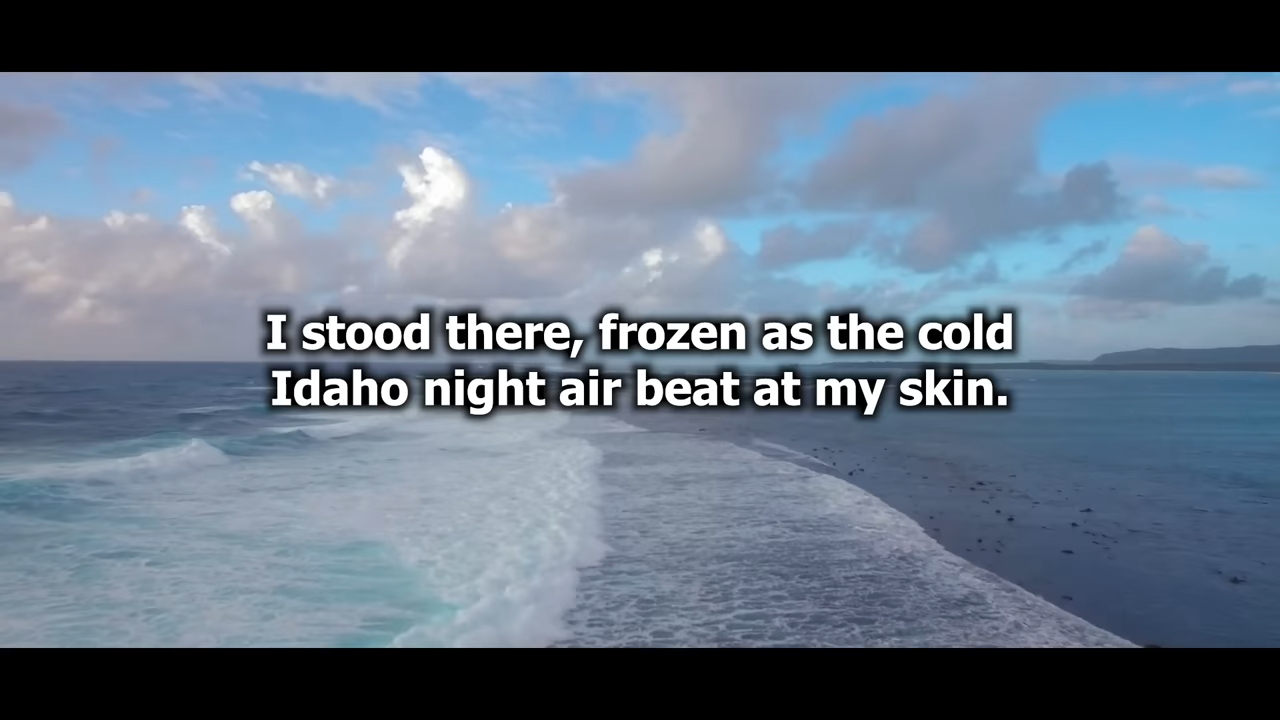 I stood there, frozen as the cold
Idaho night air beat at my skin.